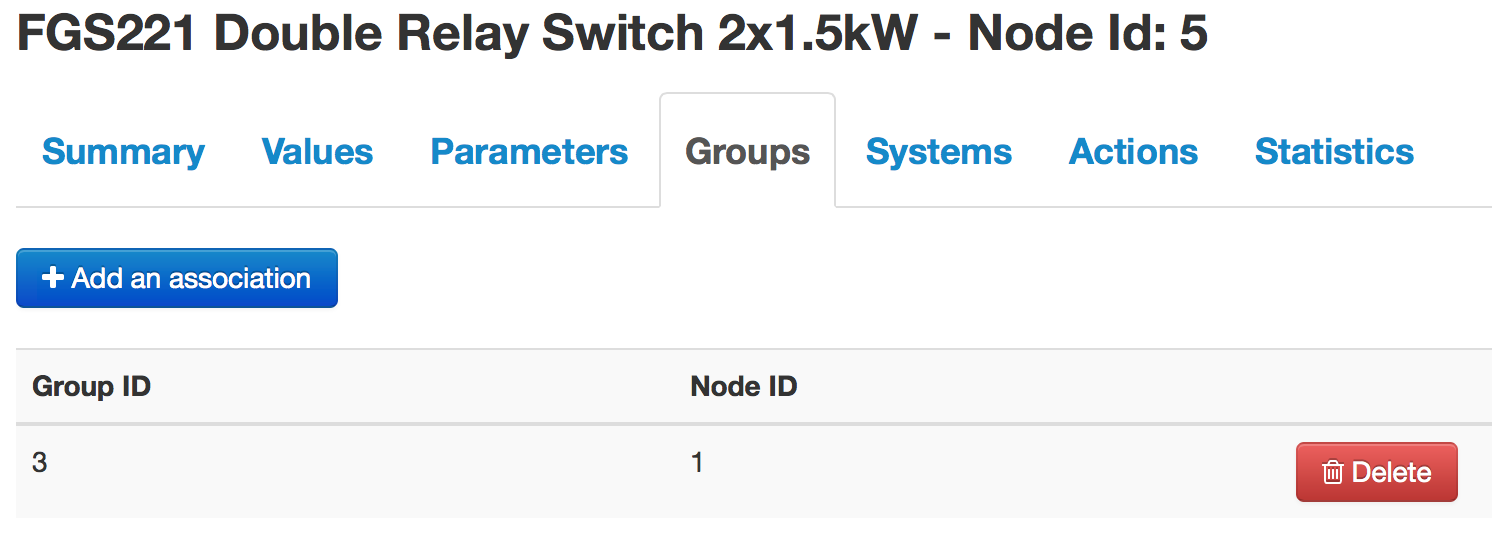 FGS221 Double Relay Switch 2x1.5kW - Node Id: 5
Summary Values Parameters Groups Systems Actions Statistics
Add an association
Group ID Node ID
3 1 Delete